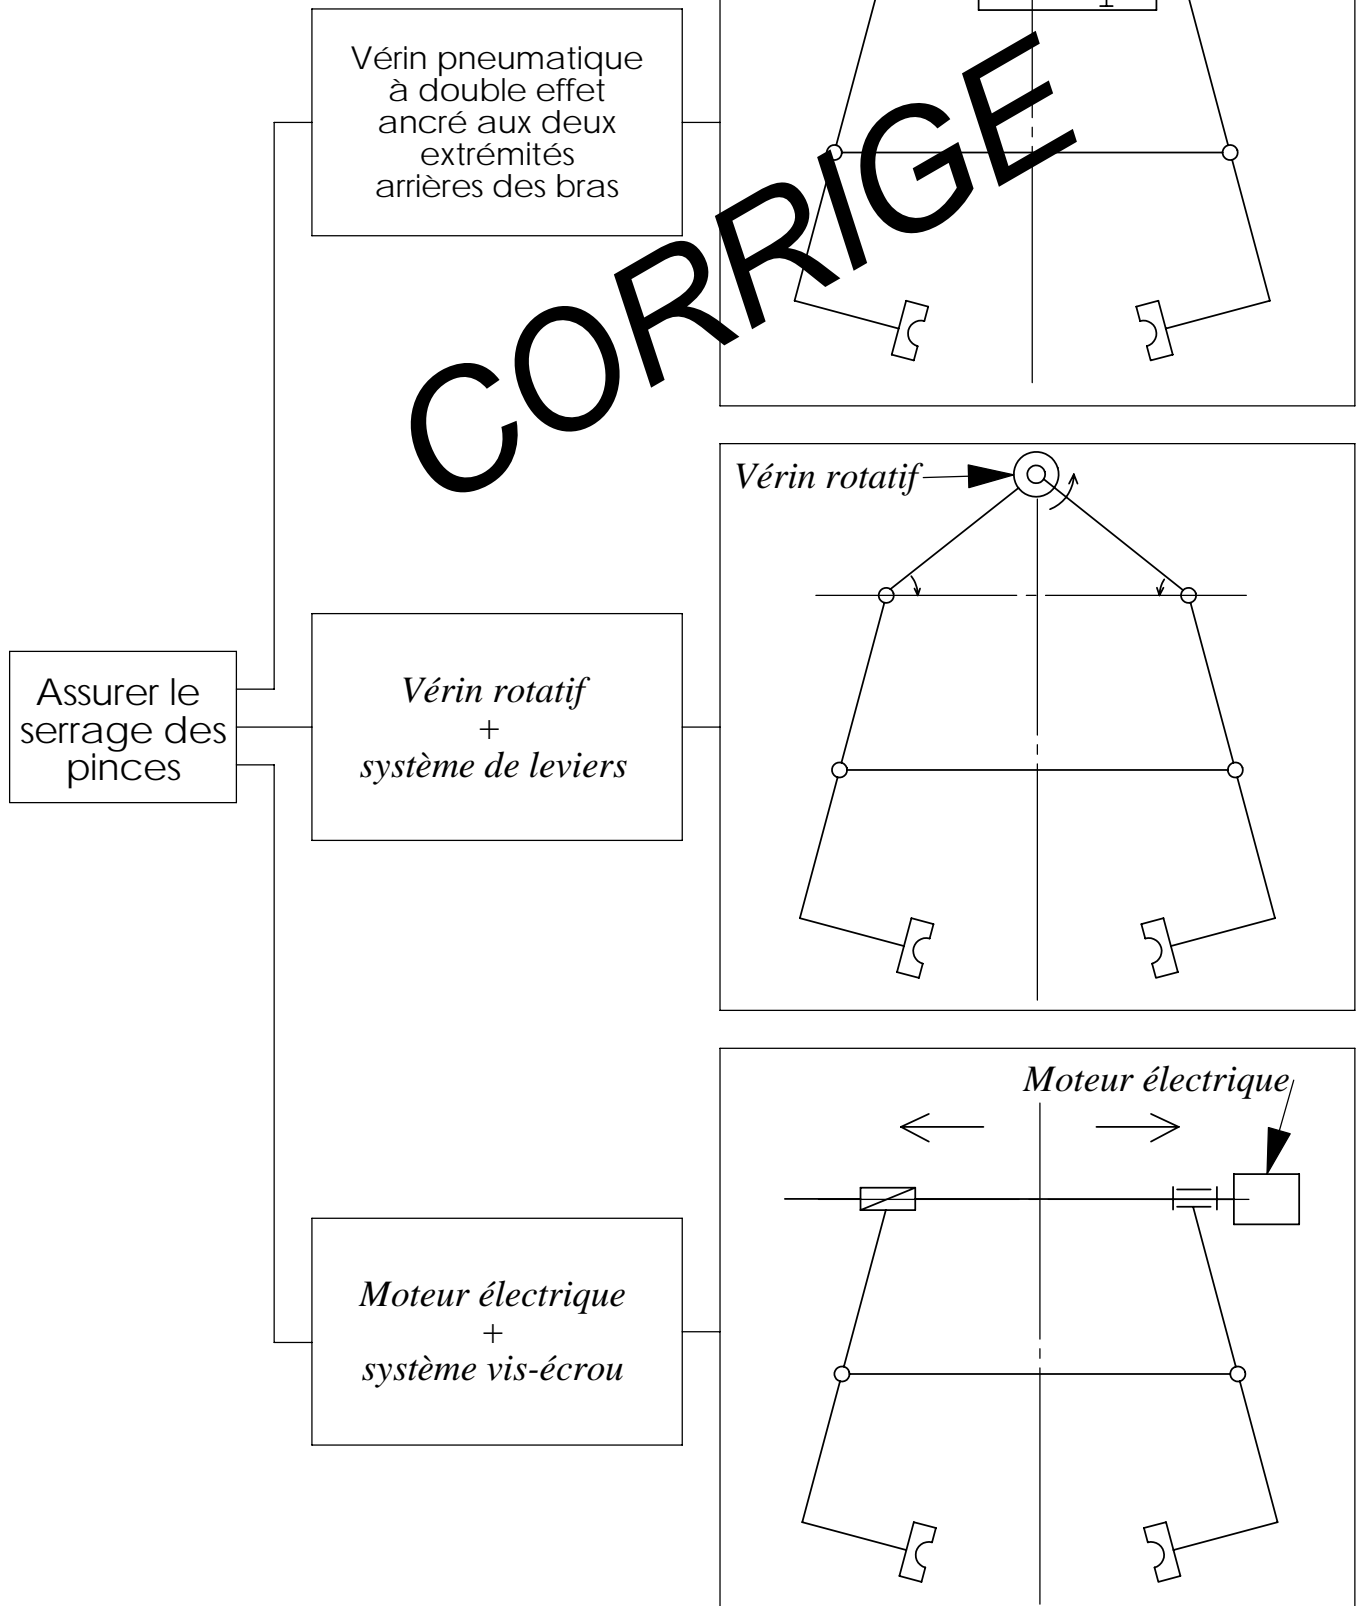 Vérin pneumatique
à double effet
ancré aux deux
extrémités
arrières des bras
CORRIGE
Vérin rotatif
Assurer le
serrage des
pinces
Vérin rotatif
+
système de leviers
Moteur électrique
Moteur électrique
+
système vis-écrou